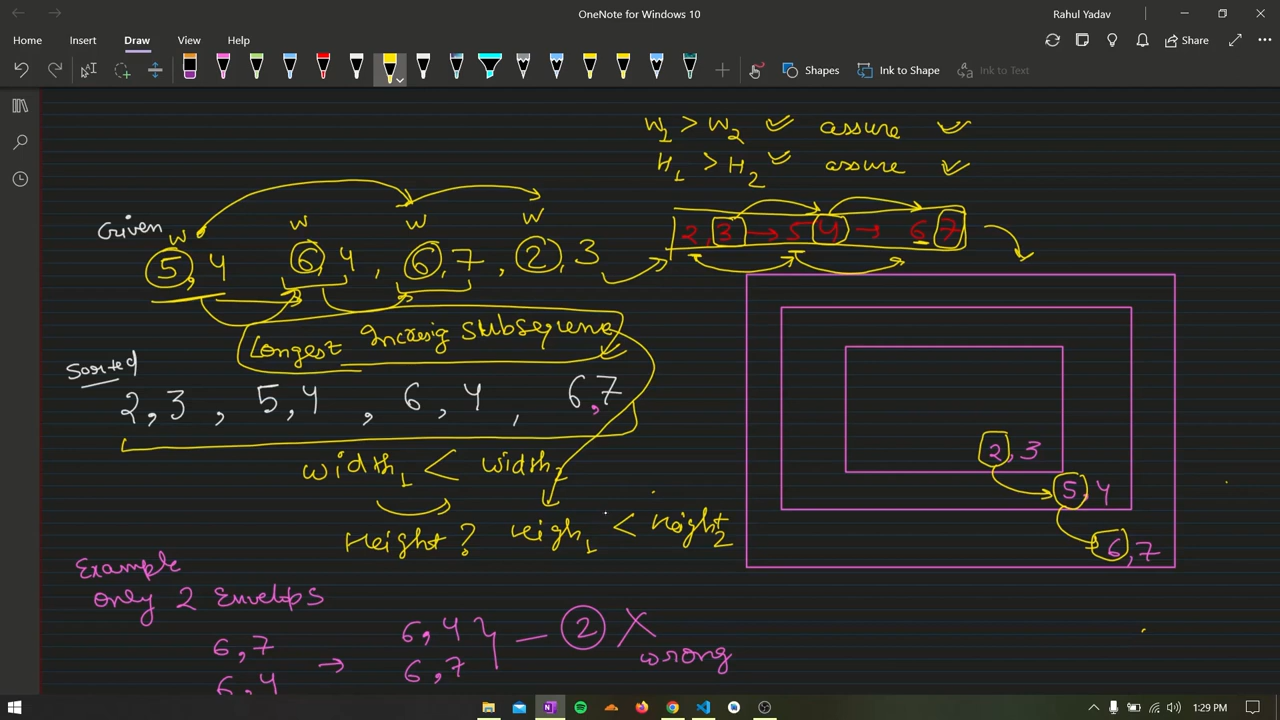 OneNote for Windows 10
Rahul Yadav
Home Insert Draw View Help
Share
Shapes
Ink to Shape
Ink to Text
W1 > W2 assure
H1 > H2 assure
Given
W W W W
5,4 6,4, 6,7, 2,3
2,3 → 5 4 → 6 7
Longest Incresig Subsequence
Sorted
2,3 , 5,4 , 6,4 , 6,7
2,3
5,4
6,7
width1 < width2
Height? Heigh1 < Height2
Example
only 2 Envelops
6,7
6,4
→
6,4
6,7
— 2 X
wrong
1:29 PM